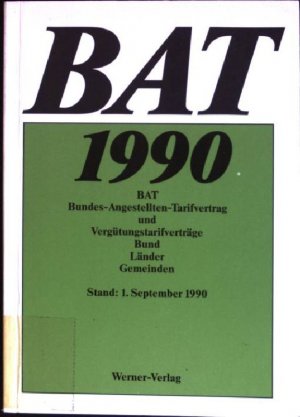 BAT
1990
BAT
Bundes-Angestellten-Tarifvertrag
und
Vergütungstarifverträge
Bund
Länder
Gemeinden
Stand: 1. September 1990
Werner-Verlag